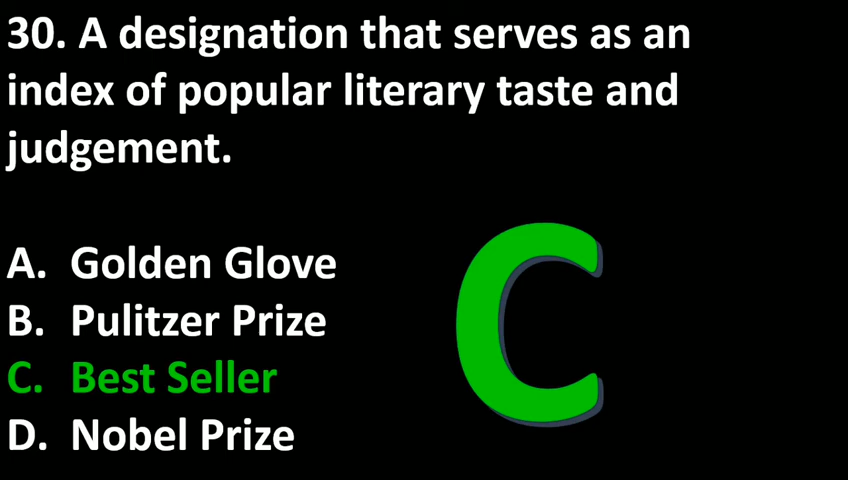 30. A designation that serves as an
index of popular literary taste and
judgement.
A. Golden Glove
B. Pulitzer Prize
C. Best Seller
D. Nobel Prize
C